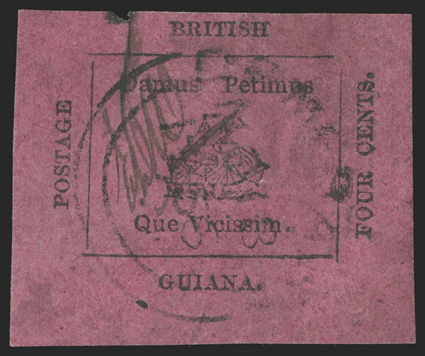 BRITISH
Damus Petimus
POSTAGE
FOUR CENTS.
Que Vicissim.
GUIANA.